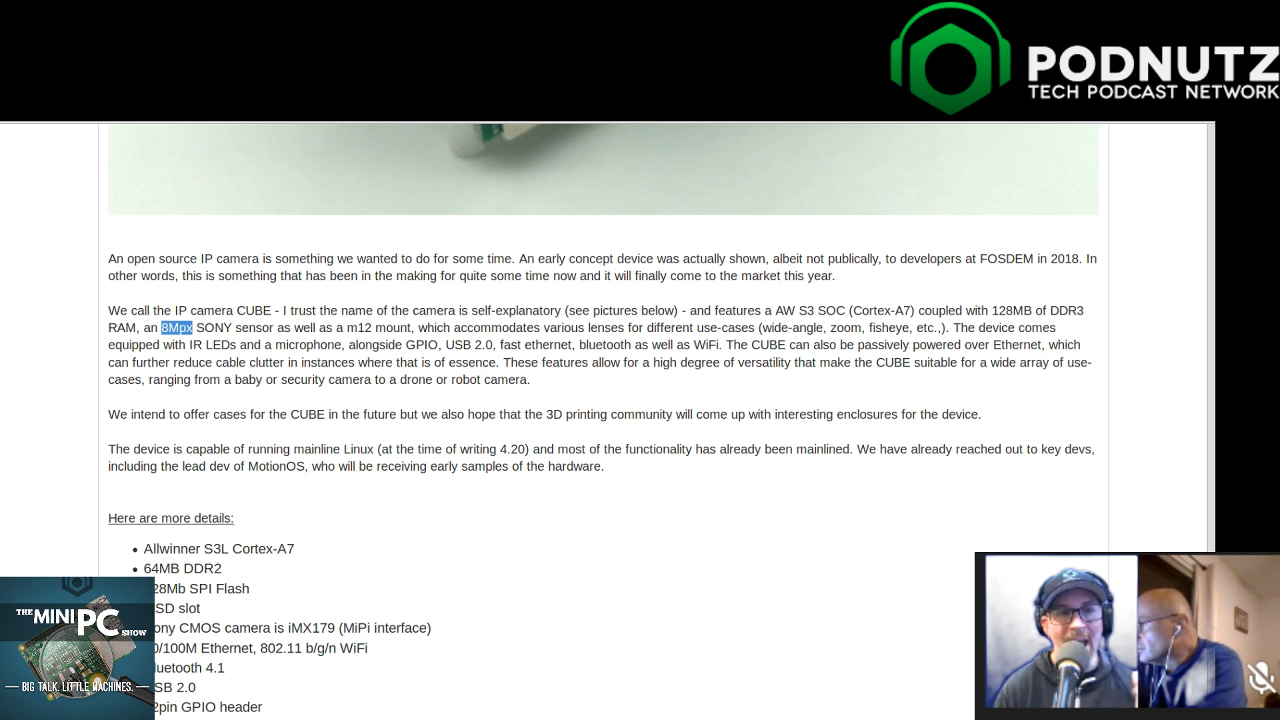 PODNUTZ
TECH PODCAST NETWORK
An open source IP camera is something we wanted to do for some time. An early concept device was actually shown, albeit not publically, to developers at FOSDEM in 2018. In
other words, this is something that has been in the making for quite some time now and it will finally come to the market this year.
We call the IP camera CUBE - I trust the name of the camera is self-explanatory (see pictures below) - and features a AW S3 SOC (Cortex-A7) coupled with 128MB of DDR3
RAM, an 8Mpx SONY sensor as well as a m12 mount, which accommodates various lenses for different use-cases (wide-angle, zoom, fisheye, etc.,). The device comes
equipped with IR LEDs and a microphone, alongside GPIO, USB 2.0, fast ethernet, bluetooth as well as WiFi. The CUBE can also be passively powered over Ethernet, which
can further reduce cable clutter in instances where that is of essence. These features allow for a high degree of versatility that make the CUBE suitable for a wide array of use-
cases, ranging from a baby or security camera to a drone or robot camera.
We intend to offer cases for the CUBE in the future but we also hope that the 3D printing community will come up with interesting enclosures for the device.
The device is capable of running mainline Linux (at the time of writing 4.20) and most of the functionality has already been mainlined. We have already reached out to key devs,
including the lead dev of MotionOS, who will be receiving early samples of the hardware.
Here are more details:
• Allwinner S3L Cortex-A7
• 64MB DDR2
28Mb SPI Flash
SD slot
ony CMOS camera is iMX179 (MiPi interface)
0/100M Ethernet, 802.11 b/g/n WiFi
luetooth 4.1
SB 2.0
2pin GPIO header
THE MINI PC SHOW
BIG TALK. LITTLE MACHINES.